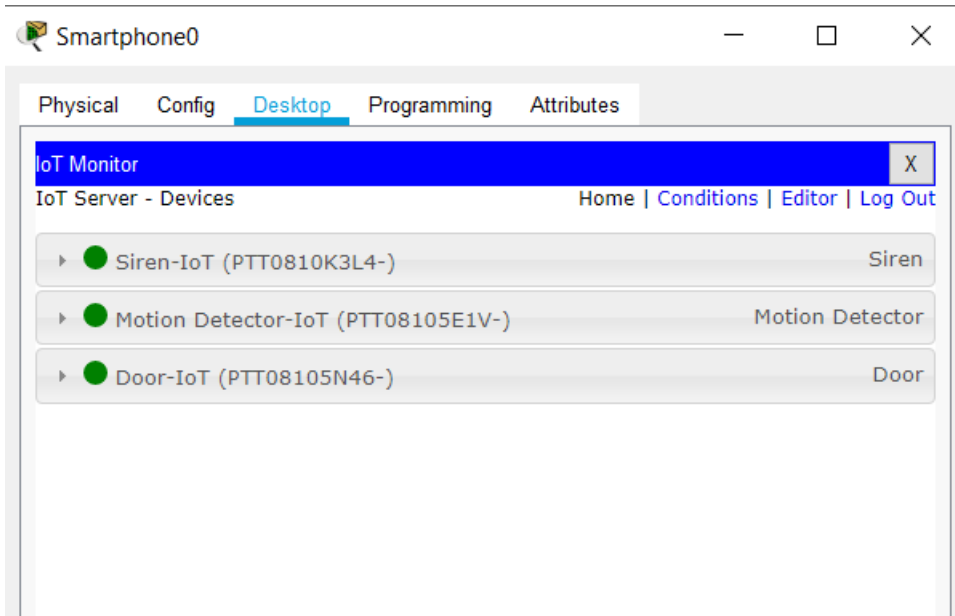 Smartphone0
Physical Config Desktop Programming Attributes
IoT Monitor X
IoT Server - Devices Home | Conditions | Editor | Log Out
Siren-IoT (PTT0810K3L4-) Siren
Motion Detector-IoT (PTT08105E1V-) Motion Detector
Door-IoT (PTT08105N46-) Door